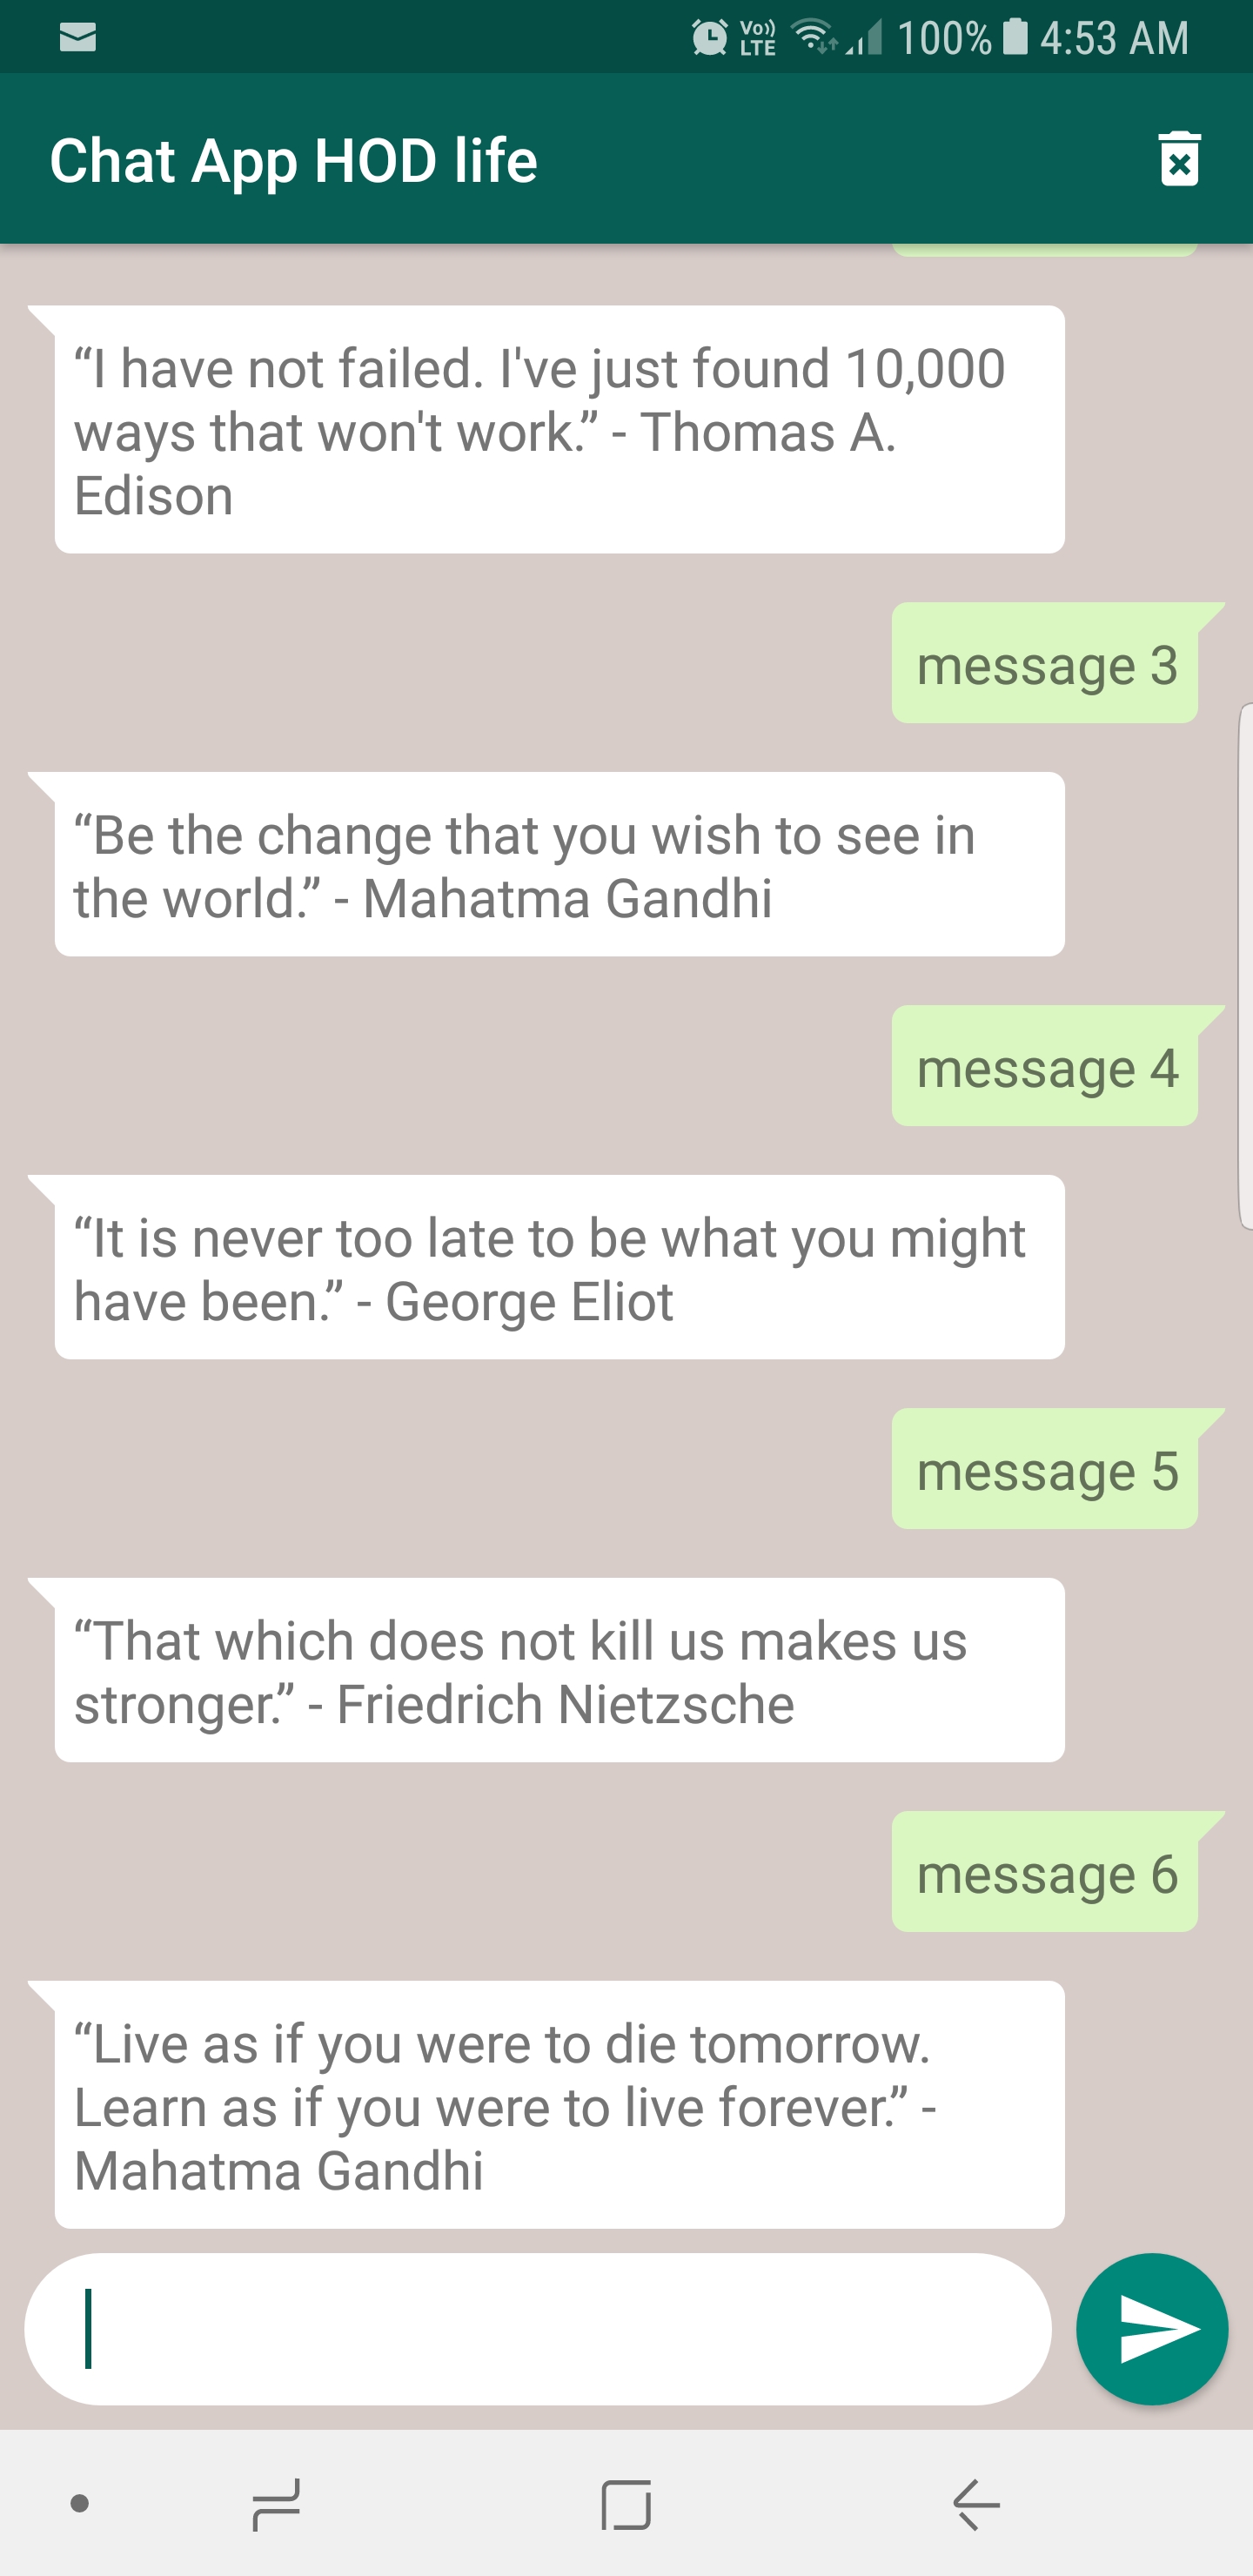 Vo)) LTE 100% 4:53 AM
Chat App HOD life
“I have not failed. I've just found 10,000
ways that won't work.” - Thomas A.
Edison
message 3
“Be the change that you wish to see in
the world.” - Mahatma Gandhi
message 4
“It is never too late to be what you might
have been.” - George Eliot
message 5
“That which does not kill us makes us
stronger.” - Friedrich Nietzsche
message 6
“Live as if you were to die tomorrow.
Learn as if you were to live forever.” -
Mahatma Gandhi